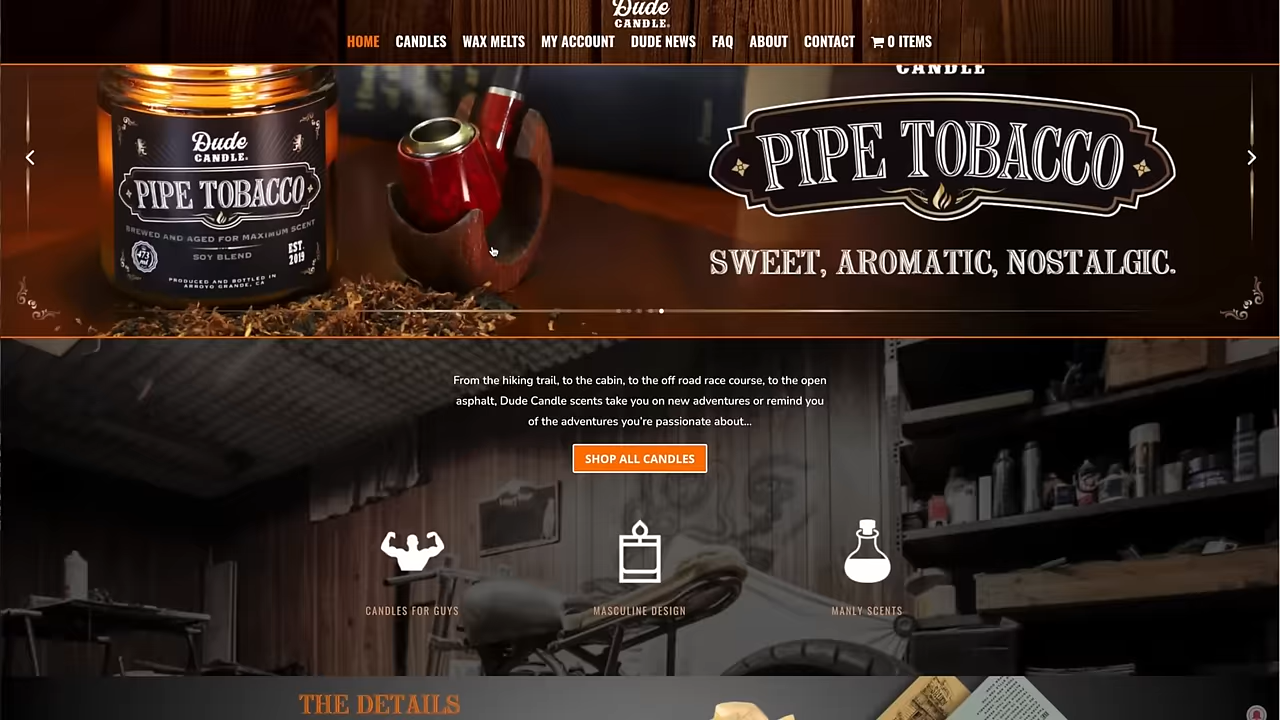 Dude
CANDLE.
HOME CANDLES WAX MELTS MY ACCOUNT DUDE NEWS FAQ ABOUT CONTACT 0 ITEMS
CANDLE
PIPE TOBACCO
SWEET, AROMATIC, NOSTALGIC.
Dude
CANDLE.
PIPE TOBACCO
BREWED AND AGED FOR MAXIMUM SCENT
SOY BLEND
473
EST.
2019
PRODUCED AND BOTTLED IN
ARROYO GRANDE, CA
From the hiking trail, to the cabin, to the off road race course, to the open
asphalt, Dude Candle scents take you on new adventures or remind you
of the adventures you're passionate about...
SHOP ALL CANDLES
CANDLES FOR GUYS
MASCULINE DESIGN
MANLY SCENTS
THE DETAILS